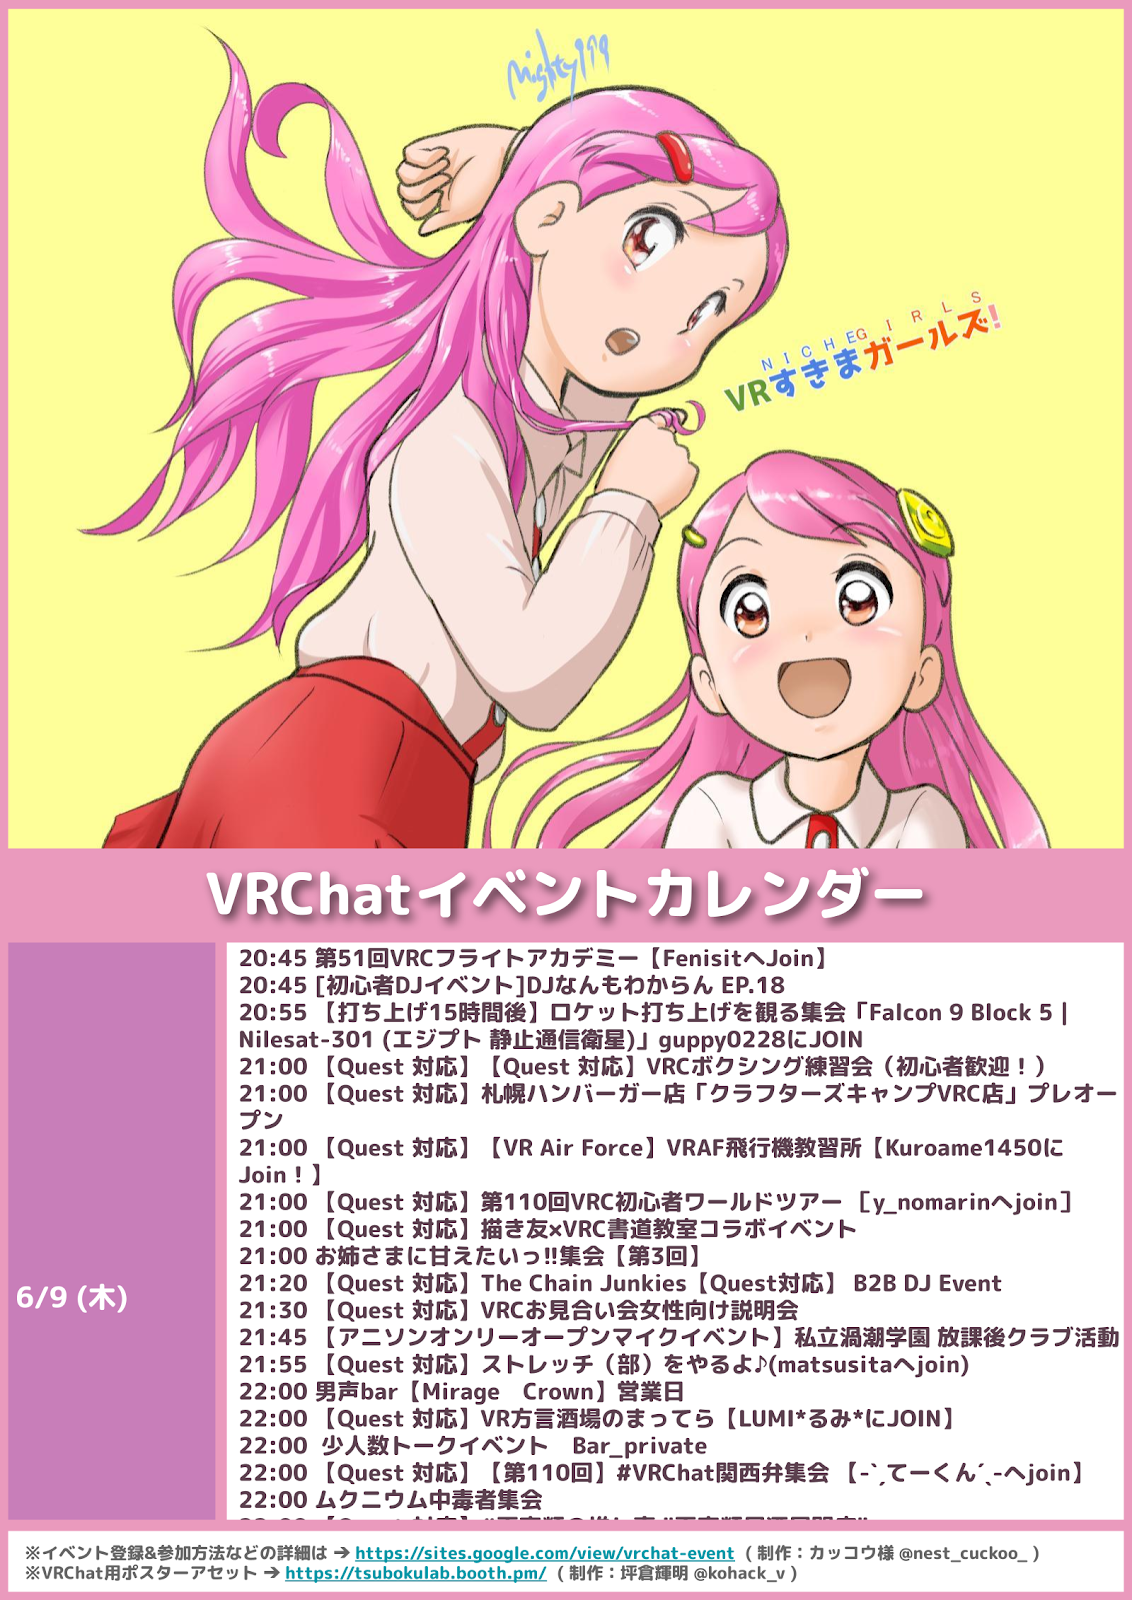 mighty199
NICHE GIRLS
VRすきまガールズ!
VRChatイベントカレンダー
6/9 (木)
20:45 第51回VRCフライトアカデミー【FenisitへJoin】
20:45 [初心者DJイベント]DJなんもわからん EP.18
20:55 【打ち上げ15時間後】ロケット打ち上げを観る集会「Falcon 9 Block 5 |
Nilesat-301 (エジプト 静止通信衛星)」guppy0228にJOIN
21:00 【Quest 対応】【Quest 対応】VRCボクシング練習会（初心者歓迎！）
21:00 【Quest 対応】札幌ハンバーガー店「クラフターズキャンプVRC店」プレオー
プン
21:00 【Quest 対応】【VR Air Force】VRAF飛行機教習所【Kuroame1450に
Join！】
21:00 【Quest 対応】第110回VRC初心者ワールドツアー ［y_nomarinへjoin］
21:00 【Quest 対応】描き友×VRC書道教室コラボイベント
21:00 お姉さまに甘えたいっ!!集会【第3回】
21:20 【Quest 対応】The Chain Junkies【Quest対応】 B2B DJ Event
21:30 【Quest 対応】VRCお見合い会女性向け説明会
21:45 【アニソンオンリーオープンマイクイベント】私立渦潮学園 放課後クラブ活動
21:55 【Quest 対応】ストレッチ（部）をやるよ♪(matsusitaへjoin)
22:00 男声bar【Mirage　Crown】営業日
22:00 【Quest 対応】VR方言酒場のまってら【LUMI*るみ*にJOIN】
22:00 少人数トークイベント　Bar_private
22:00 【Quest 対応】【第110回】#VRChat関西弁集会 【-ˋˏてーくんˊˎ-へjoin】
22:00 ムクニウム中毒者集会
※イベント登録&参加方法などの詳細は ➔ https://sites.google.com/view/vrchat-event （制作：カッコウ様 @nest_cuckoo_ ）
※VRChat用ポスターアセット ➔ https://tsubokulab.booth.pm/ （制作：坪倉輝明 @kohack_v ）